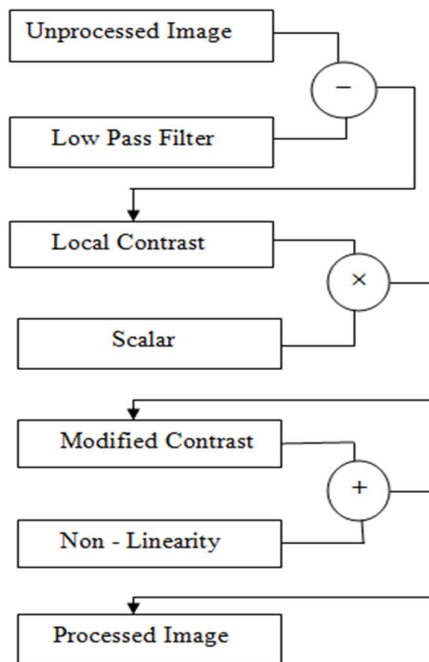 Unprocessed Image
−
Low Pass Filter
Local Contrast
×
Scalar
Modified Contrast
+
Non - Linearity
Processed Image